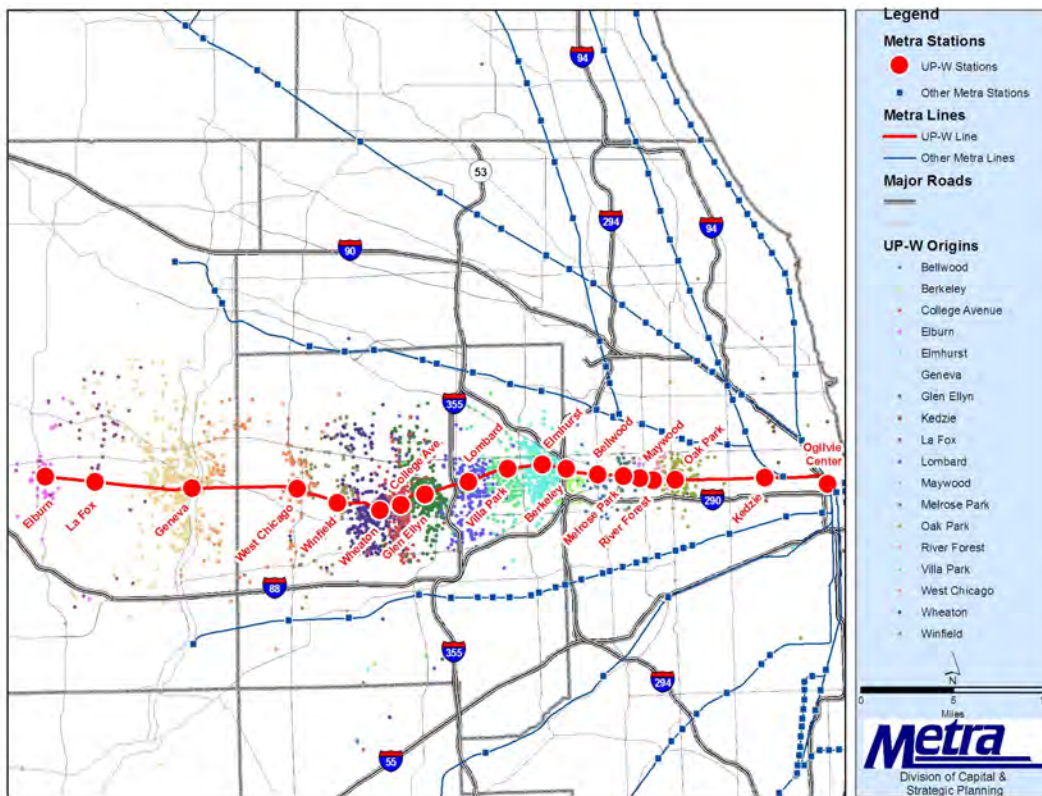 94
53
294
94
90
355
Elburn
La Fox
Geneva
West Chicago
Winfield
Wheaton
College Ave.
Glen Ellyn
Lombard
Villa Park
Elmhurst
Berkeley
Bellwood
Melrose Park
Maywood
River Forest
Oak Park
Kedzie
Ogilvie
Center
290
88
355
294
55
Legend
Metra Stations
UP-W Stations
Other Metra Stations
Metra Lines
UP-W Line
Other Metra Lines
Major Roads
UP-W Origins
Bellwood
Berkeley
College Avenue
Elburn
Elmhurst
Geneva
Glen Ellyn
Kedzie
La Fox
Lombard
Maywood
Melrose Park
Oak Park
River Forest
Villa Park
West Chicago
Wheaton
Winfield
N
0 5 1
Miles
Metra
Division of Capital &
Strategic Planning